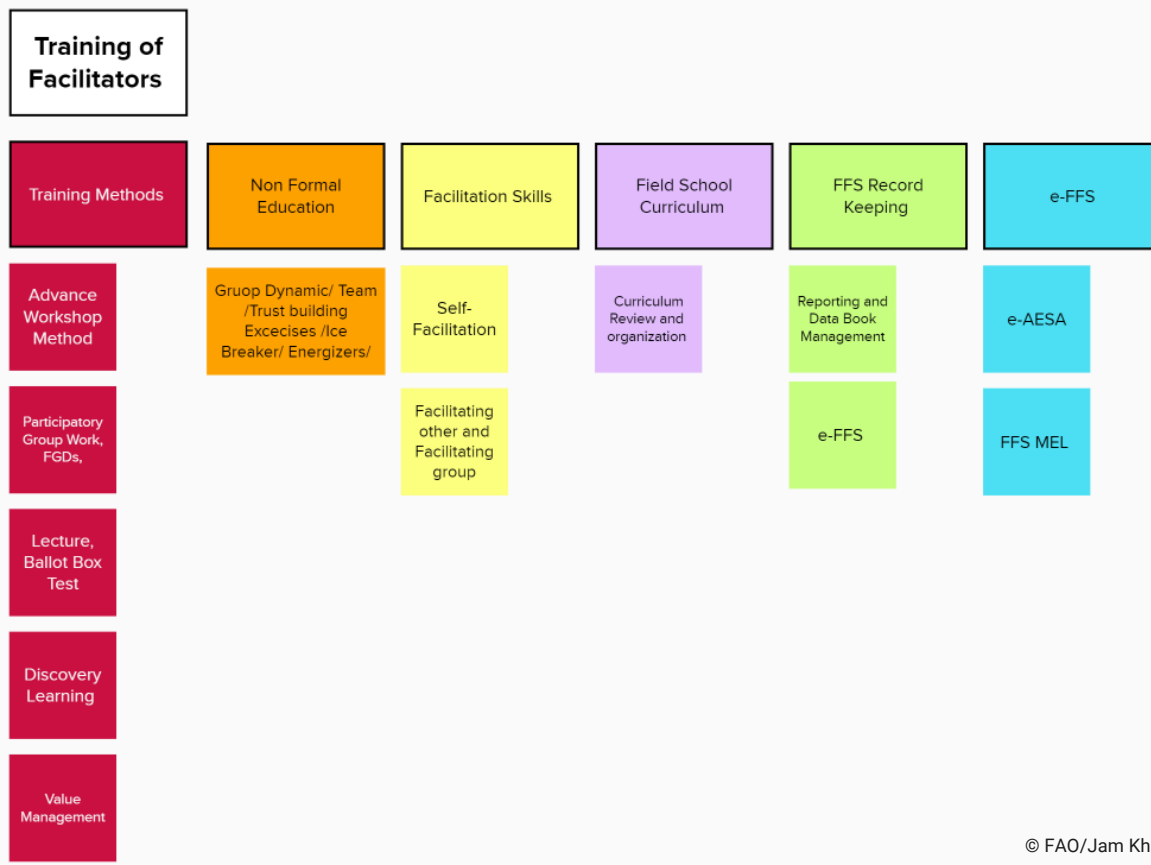 Training of
Facilitators
Training Methods
Non Formal
Education
Facilitation Skills
Field School
Curriculum
FFS Record
Keeping
e-FFS
Advance
Workshop
Method
Gruop Dynamic/ Team
/Trust building
Excecises /Ice
Breaker/ Energizers/
Self-
Facilitation
Curriculum
Review and
organization
Reporting and
Data Book
Management
e-AESA
Participatory
Group Work,
FGDs,
Facilitating
other and
Facilitating
group
e-FFS
FFS MEL
Lecture,
Ballot Box
Test
Discovery
Learning
Value
Management
© FAO/Jam Kh